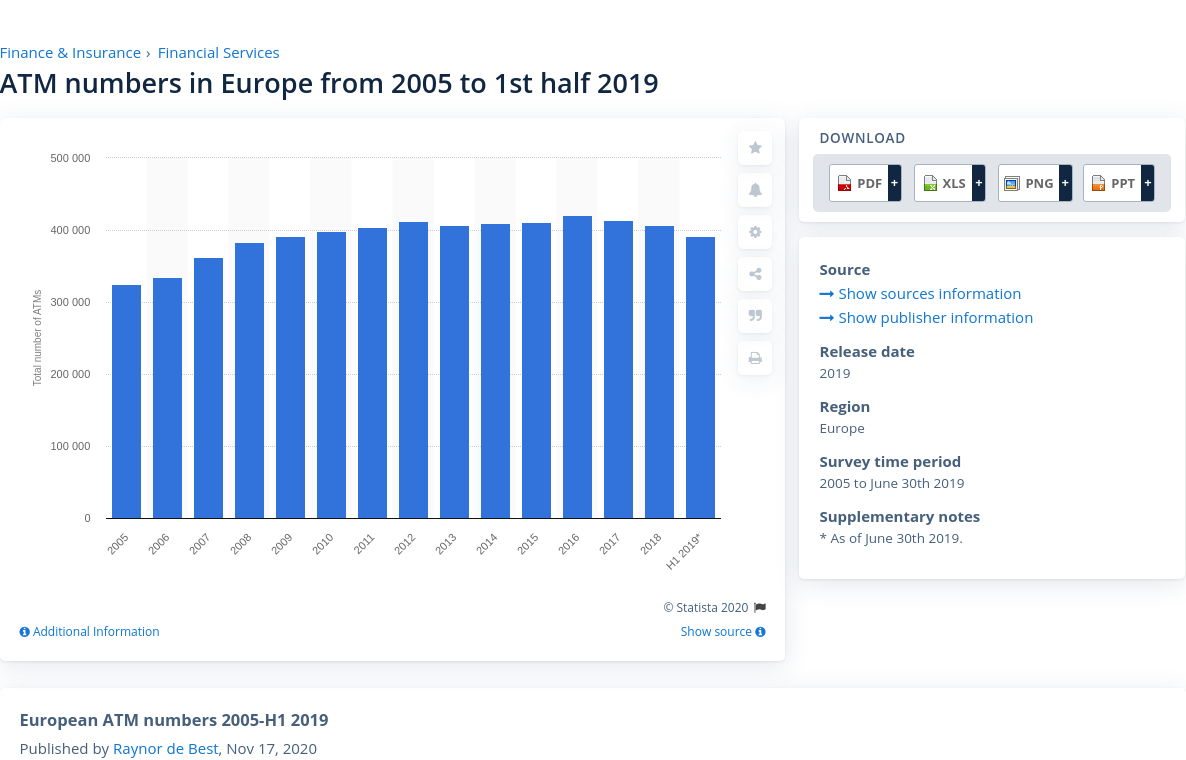 Finance & Insurance › Financial Services
ATM numbers in Europe from 2005 to 1st half 2019
500 000
400 000
300 000
200 000
100 000
0
Total number of ATMs
2005
2006
2007
2008
2009
2010
2011
2012
2013
2014
2015
2016
2017
2018
H1 2019*
© Statista 2020
Additional Information
Show source
DOWNLOAD
PDF +
XLS +
PNG +
PPT +
Source
Show sources information
Show publisher information
Release date
2019
Region
Europe
Survey time period
2005 to June 30th 2019
Supplementary notes
* As of June 30th 2019.
European ATM numbers 2005-H1 2019
Published by Raynor de Best, Nov 17, 2020